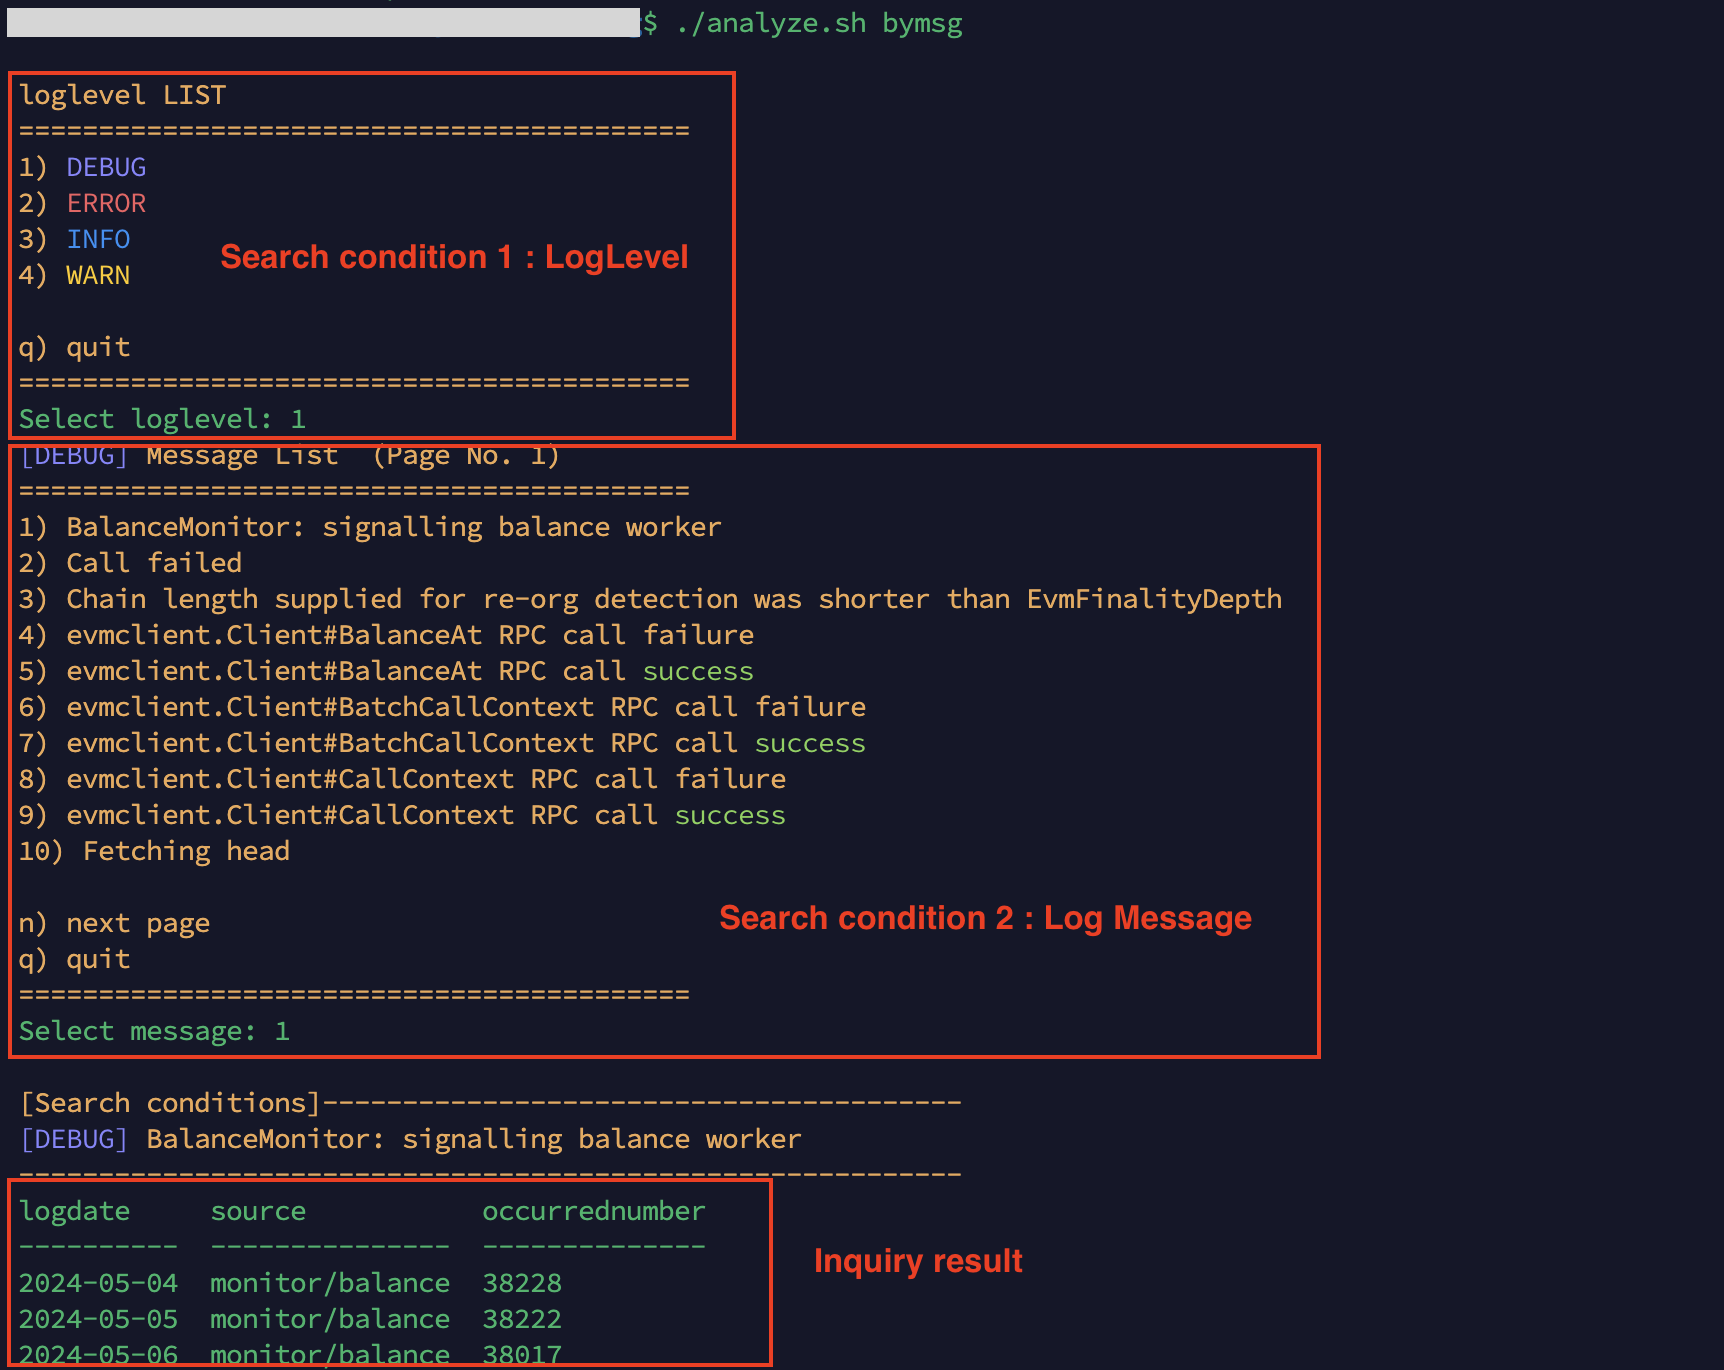 $ ./analyze.sh bymsg
loglevel LIST
==========================================
1) DEBUG
2) ERROR
3) INFO
Search condition 1 : LogLevel
4) WARN
q) quit
==========================================
Select loglevel: 1
[DEBUG] Message List  (Page No. 1)
==========================================
1) BalanceMonitor: signalling balance worker
2) Call failed
3) Chain length supplied for re-org detection was shorter than EvmFinalityDepth
4) evmclient.Client#BalanceAt RPC call failure
5) evmclient.Client#BalanceAt RPC call success
6) evmclient.Client#BatchCallContext RPC call failure
7) evmclient.Client#BatchCallContext RPC call success
8) evmclient.Client#CallContext RPC call failure
9) evmclient.Client#CallContext RPC call success
10) Fetching head
n) next page
Search condition 2 : Log Message
q) quit
==========================================
Select message: 1
[Search conditions]----------------------------------------
[DEBUG] BalanceMonitor: signalling balance worker
-----------------------------------------------------------
logdate     source           occurrednumber
----------  ---------------  --------------
Inquiry result
2024-05-04  monitor/balance  38228
2024-05-05  monitor/balance  38222
2024-05-06  monitor/balance  38017